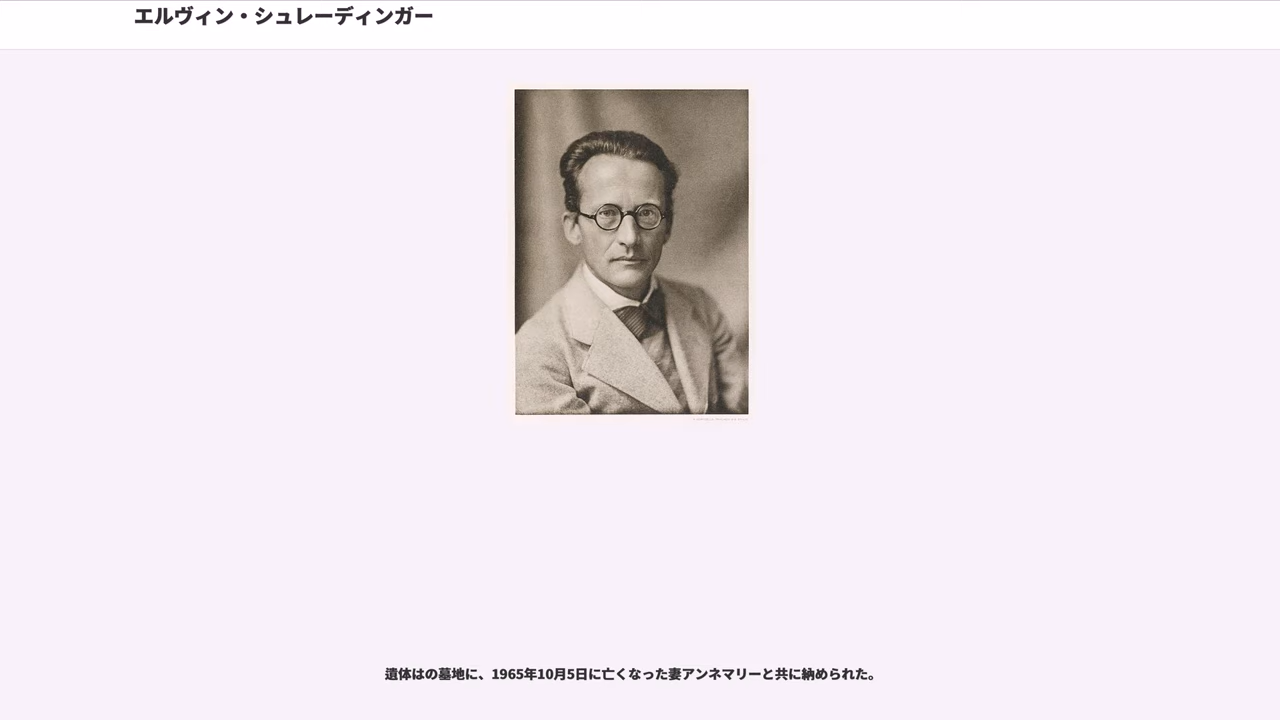 エルヴィン・シュレーディンガー
遺体はの墓地に、1965年10月5日に亡くなった妻アンネマリーと共に納められた。